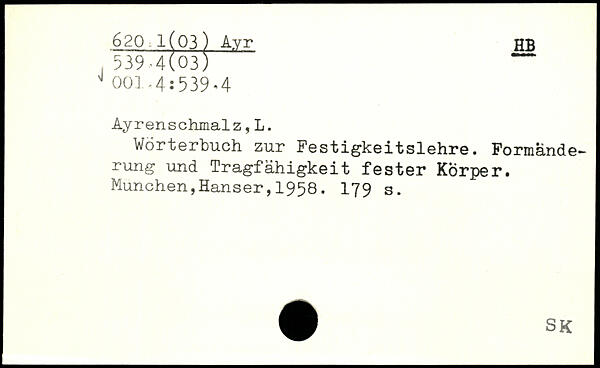 620.1(03) Ayr HB
539.4(03)
001.4:539.4
Ayrenschmalz,L.
Wörterbuch zur Festigkeitslehre. Formände-
rung und Tragfähigkeit fester Körper.
Munchen,Hanser,1958. 179 s.
SK